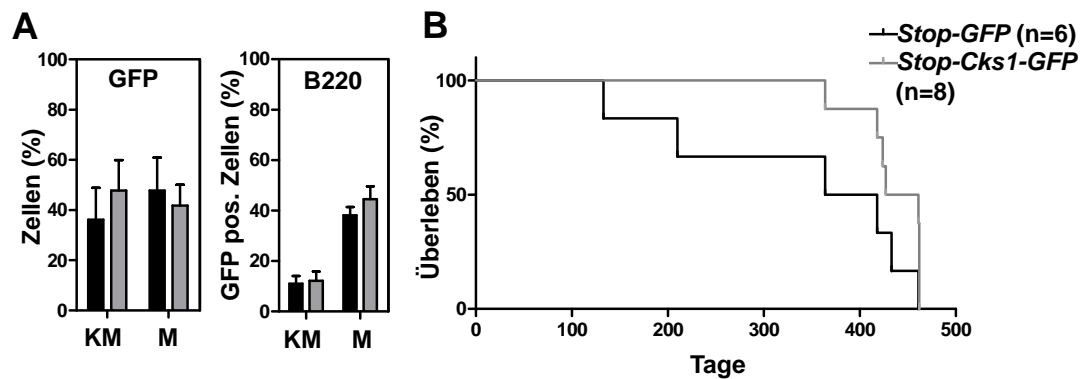 A
GFP
Zellen (%)
100
80
60
40
20
0
KM M
B220
GFP pos. Zellen (%)
100
80
60
40
20
0
KM M
B
Stop-GFP (n=6)
Stop-Cks1-GFP
(n=8)
Überleben (%)
100
50
0
0 100 200 300 400 500
Tage